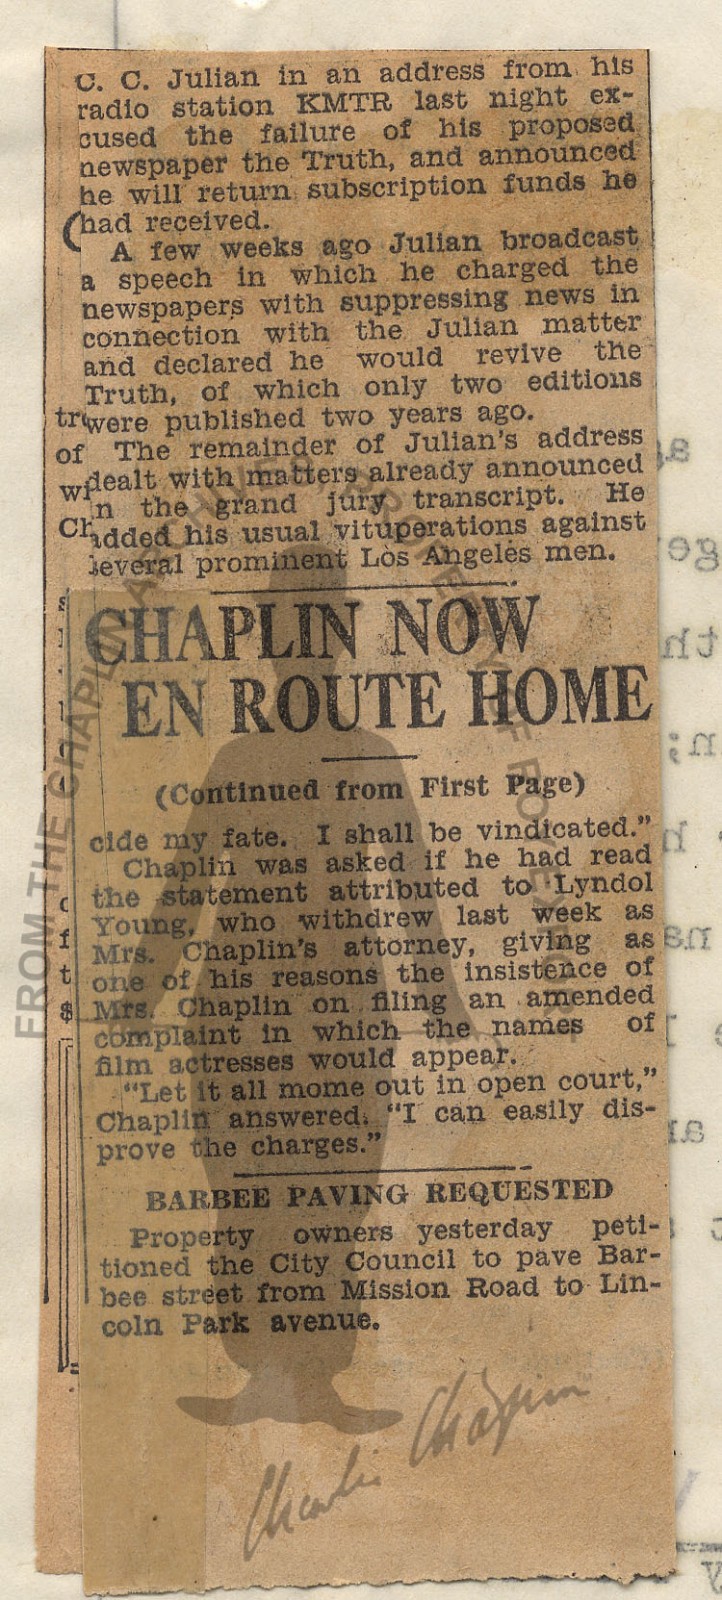 C. C. Julian in an address from his
radio station KMTR last night ex-
cused the failure of his proposed
newspaper the Truth, and announced
he will return subscription funds he
had received.
A few weeks ago Julian broadcast
a speech in which he charged the
newspapers with suppressing news in
connection with the Julian matter
and declared he would revive the
Truth, of which only two editions
were published two years ago.
of The remainder of Julian's address
dealt with matters already announced
in the grand jury transcript. He
added his usual vituperations against
several prominent Los Angeles men.
CHAPLIN NOW
EN ROUTE HOME
(Continued from First Page)
cide my fate. I shall be vindicated."
Chaplin was asked if he had read
the statement attributed to Lyndol
Young, who withdrew last week as
Mrs. Chaplin's attorney, giving as
one of his reasons the insistence of
Mrs. Chaplin on filing an amended
complaint in which the names of
film actresses would appear.
"Let it all mome out in open court,"
Chaplin answered. "I can easily dis-
prove the charges."
BARBEE PAVING REQUESTED
Property owners yesterday peti-
tioned the City Council to pave Bar-
bee street from Mission Road to Lin-
coln Park avenue.
Charlie Chaplin
FROM THE CHAPLIN ARCHIVES